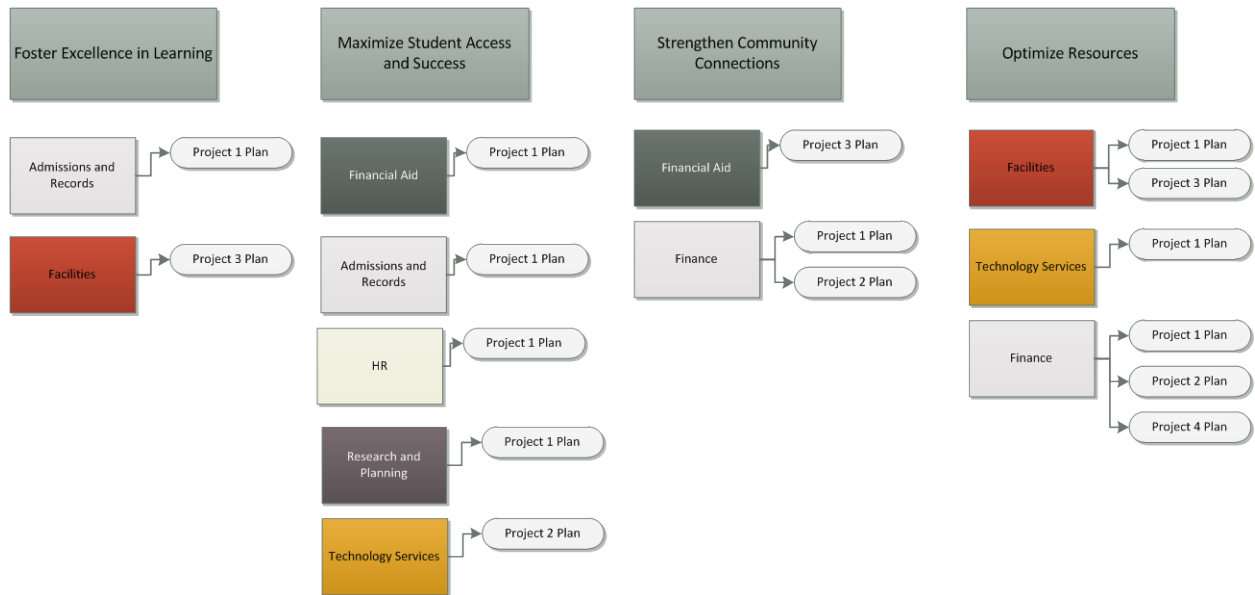 Foster Excellence in Learning
Admissions and
Records
Project 1 Plan
Facilities
Project 3 Plan
Maximize Student Access
and Success
Financial Aid
Project 1 Plan
Admissions and
Records
Project 1 Plan
HR
Project 1 Plan
Research and
Planning
Project 1 Plan
Technology Services
Project 2 Plan
Strengthen Community
Connections
Financial Aid
Project 3 Plan
Finance
Project 1 Plan
Project 2 Plan
Optimize Resources
Facilities
Project 1 Plan
Project 3 Plan
Technology Services
Project 1 Plan
Finance
Project 1 Plan
Project 2 Plan
Project 4 Plan